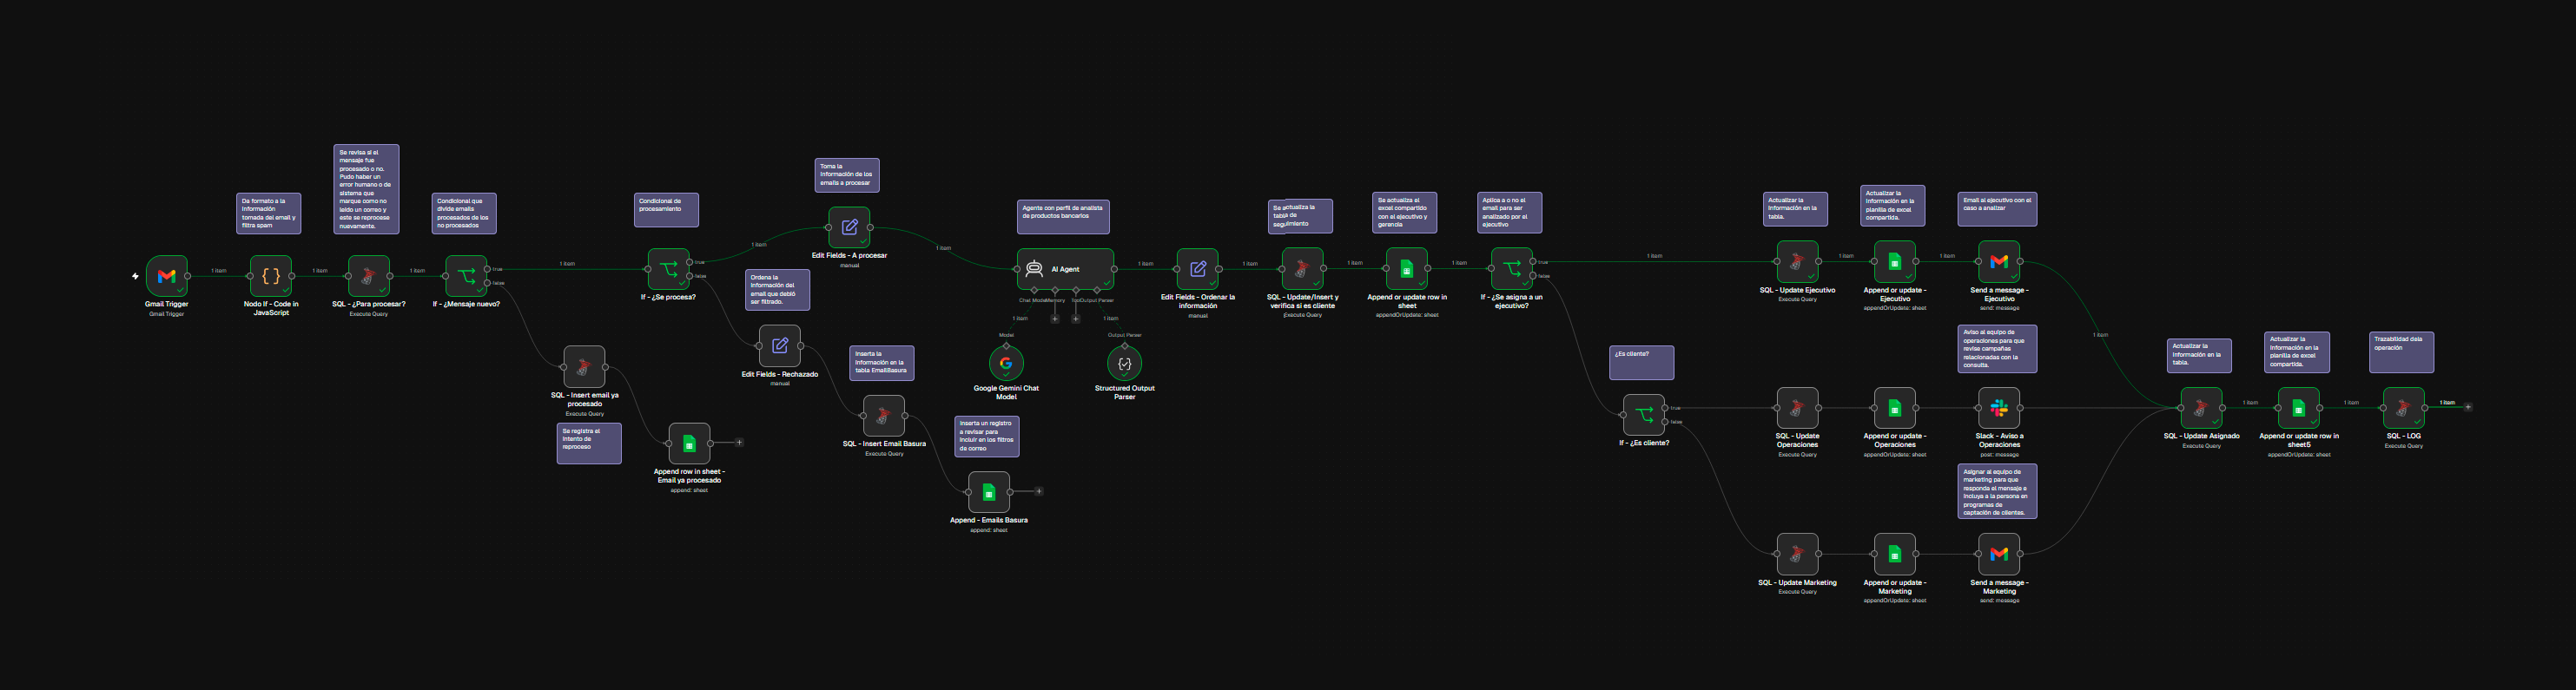 Da formato a la
información
tomada del email y
filtra spam
Se revisa si el
mensaje fue
procesado o no.
Pudo haber un
error humano o de
sistema que
marque como no
leido un correo y
este se reprocese
nuevamente.
Condicional que
divide emails
procesados de los
no procesados
Gmail Trigger
Gmail Trigger
1 item
Nodo If - Code in
JavaScript
1 item
SQL - ¿Para procesar?
Execute Query
1 item
If - ¿Mensaje nuevo?
true
false
1 item
SQL - Insert email ya
procesado
Execute Query
Se registra el
intento de
reproceso
Append row in sheet -
Email ya procesado
append: sheet
Condicional de
procesamiento
If - ¿Se procesa?
true
false
1 item
Toma la
información de los
emails a procesar
Edit Fields - A procesar
manual
1 item
Ordena la
información del
email que debió
ser filtrado.
Edit Fields - Rechazado
manual
Inserta la
información en la
tabla EmailBasura
SQL - Insert Email Basura
Execute Query
Inserta un registro
a revisar para
incluir en los filtros
de correo
Append - Emails Basura
append: sheet
Agente con perfil de analista
de productos bancarios
AI Agent
1 item
1 item
Model
Google Gemini Chat
Model
1 item
Output Parser
Structured Output
Parser
Edit Fields - Ordenar la
información
manual
1 item
SQL - Update/Insert y
verifica si es cliente
Execute Query
1 item
Se actualiza el
excel compartido
con el ejecutivo y
gerencia
Append or update row in
sheet
appendOrUpdate: sheet
1 item
Aplica a o no el
email para ser
analizado por el
ejecutivo
If - ¿Se asigna a un
ejecutivo?
true
false
1 item
¿Es cliente?
If - ¿Es cliente?
true
false
Actualizar la
información en la
tabla.
SQL - Update Ejecutivo
Execute Query
1 item
Actualizar la
información en la
planilla de excel
compartida.
Append or update -
Ejecutivo
appendOrUpdate: sheet
1 item
Email al ejecutivo con el
caso a analizar
Send a message -
Ejecutivo
send: message
1 item
SQL - Update
Operaciones
Execute Query
Append or update -
Operaciones
appendOrUpdate: sheet
Aviso al equipo de
operaciones para que
revise campañas
relacionadas con la
consulta.
Slack - Aviso a
Operaciones
post: message
SQL - Update Marketing
Execute Query
Append or update -
Marketing
appendOrUpdate: sheet
Asignar al equipo de
marketing para que
responda el mensaje e
incluya a la persona en
programas de
captación de clientes.
Send a message -
Marketing
send: message
Actualizar la
información en la
tabla.
SQL - Update Asignado
Execute Query
1 item
Actualizar la
información en la
planilla de excel
compartida.
Append or update row in
sheet5
appendOrUpdate: sheet
1 item
Trazabilidad dela
operación
SQL - LOG
Execute Query
1 item